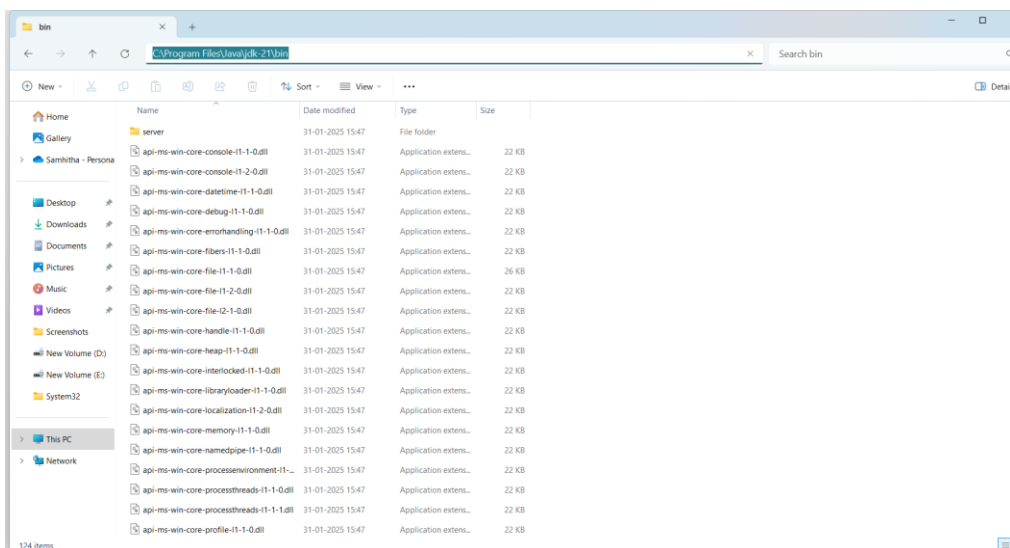 bin
C:\Program Files\Java\jdk-21\bin
Search bin
New
Sort
View
Detai
Name Date modified Type Size
Home
Gallery
Samhitha - Persona
Desktop
Downloads
Documents
Pictures
Music
Videos
Screenshots
New Volume (D:)
New Volume (E:)
System32
This PC
Network
server 31-01-2025 15:47 File folder
api-ms-win-core-console-l1-1-0.dll 31-01-2025 15:47 Application extens... 22 KB
api-ms-win-core-console-l1-2-0.dll 31-01-2025 15:47 Application extens... 22 KB
api-ms-win-core-datetime-l1-1-0.dll 31-01-2025 15:47 Application extens... 22 KB
api-ms-win-core-debug-l1-1-0.dll 31-01-2025 15:47 Application extens... 22 KB
api-ms-win-core-errorhandling-l1-1-0.dll 31-01-2025 15:47 Application extens... 22 KB
api-ms-win-core-fibers-l1-1-0.dll 31-01-2025 15:47 Application extens... 22 KB
api-ms-win-core-file-l1-1-0.dll 31-01-2025 15:47 Application extens... 26 KB
api-ms-win-core-file-l1-2-0.dll 31-01-2025 15:47 Application extens... 22 KB
api-ms-win-core-file-l2-1-0.dll 31-01-2025 15:47 Application extens... 22 KB
api-ms-win-core-handle-l1-1-0.dll 31-01-2025 15:47 Application extens... 22 KB
api-ms-win-core-heap-l1-1-0.dll 31-01-2025 15:47 Application extens... 22 KB
api-ms-win-core-interlocked-l1-1-0.dll 31-01-2025 15:47 Application extens... 22 KB
api-ms-win-core-libraryloader-l1-1-0.dll 31-01-2025 15:47 Application extens... 22 KB
api-ms-win-core-localization-l1-2-0.dll 31-01-2025 15:47 Application extens... 22 KB
api-ms-win-core-memory-l1-1-0.dll 31-01-2025 15:47 Application extens... 22 KB
api-ms-win-core-namedpipe-l1-1-0.dll 31-01-2025 15:47 Application extens... 22 KB
api-ms-win-core-processenvironment-l1-... 31-01-2025 15:47 Application extens... 22 KB
api-ms-win-core-processthreads-l1-1-0.dll 31-01-2025 15:47 Application extens... 22 KB
api-ms-win-core-processthreads-l1-1-1.dll 31-01-2025 15:47 Application extens... 22 KB
api-ms-win-core-profile-l1-1-0.dll 31-01-2025 15:47 Application extens... 22 KB
124 items